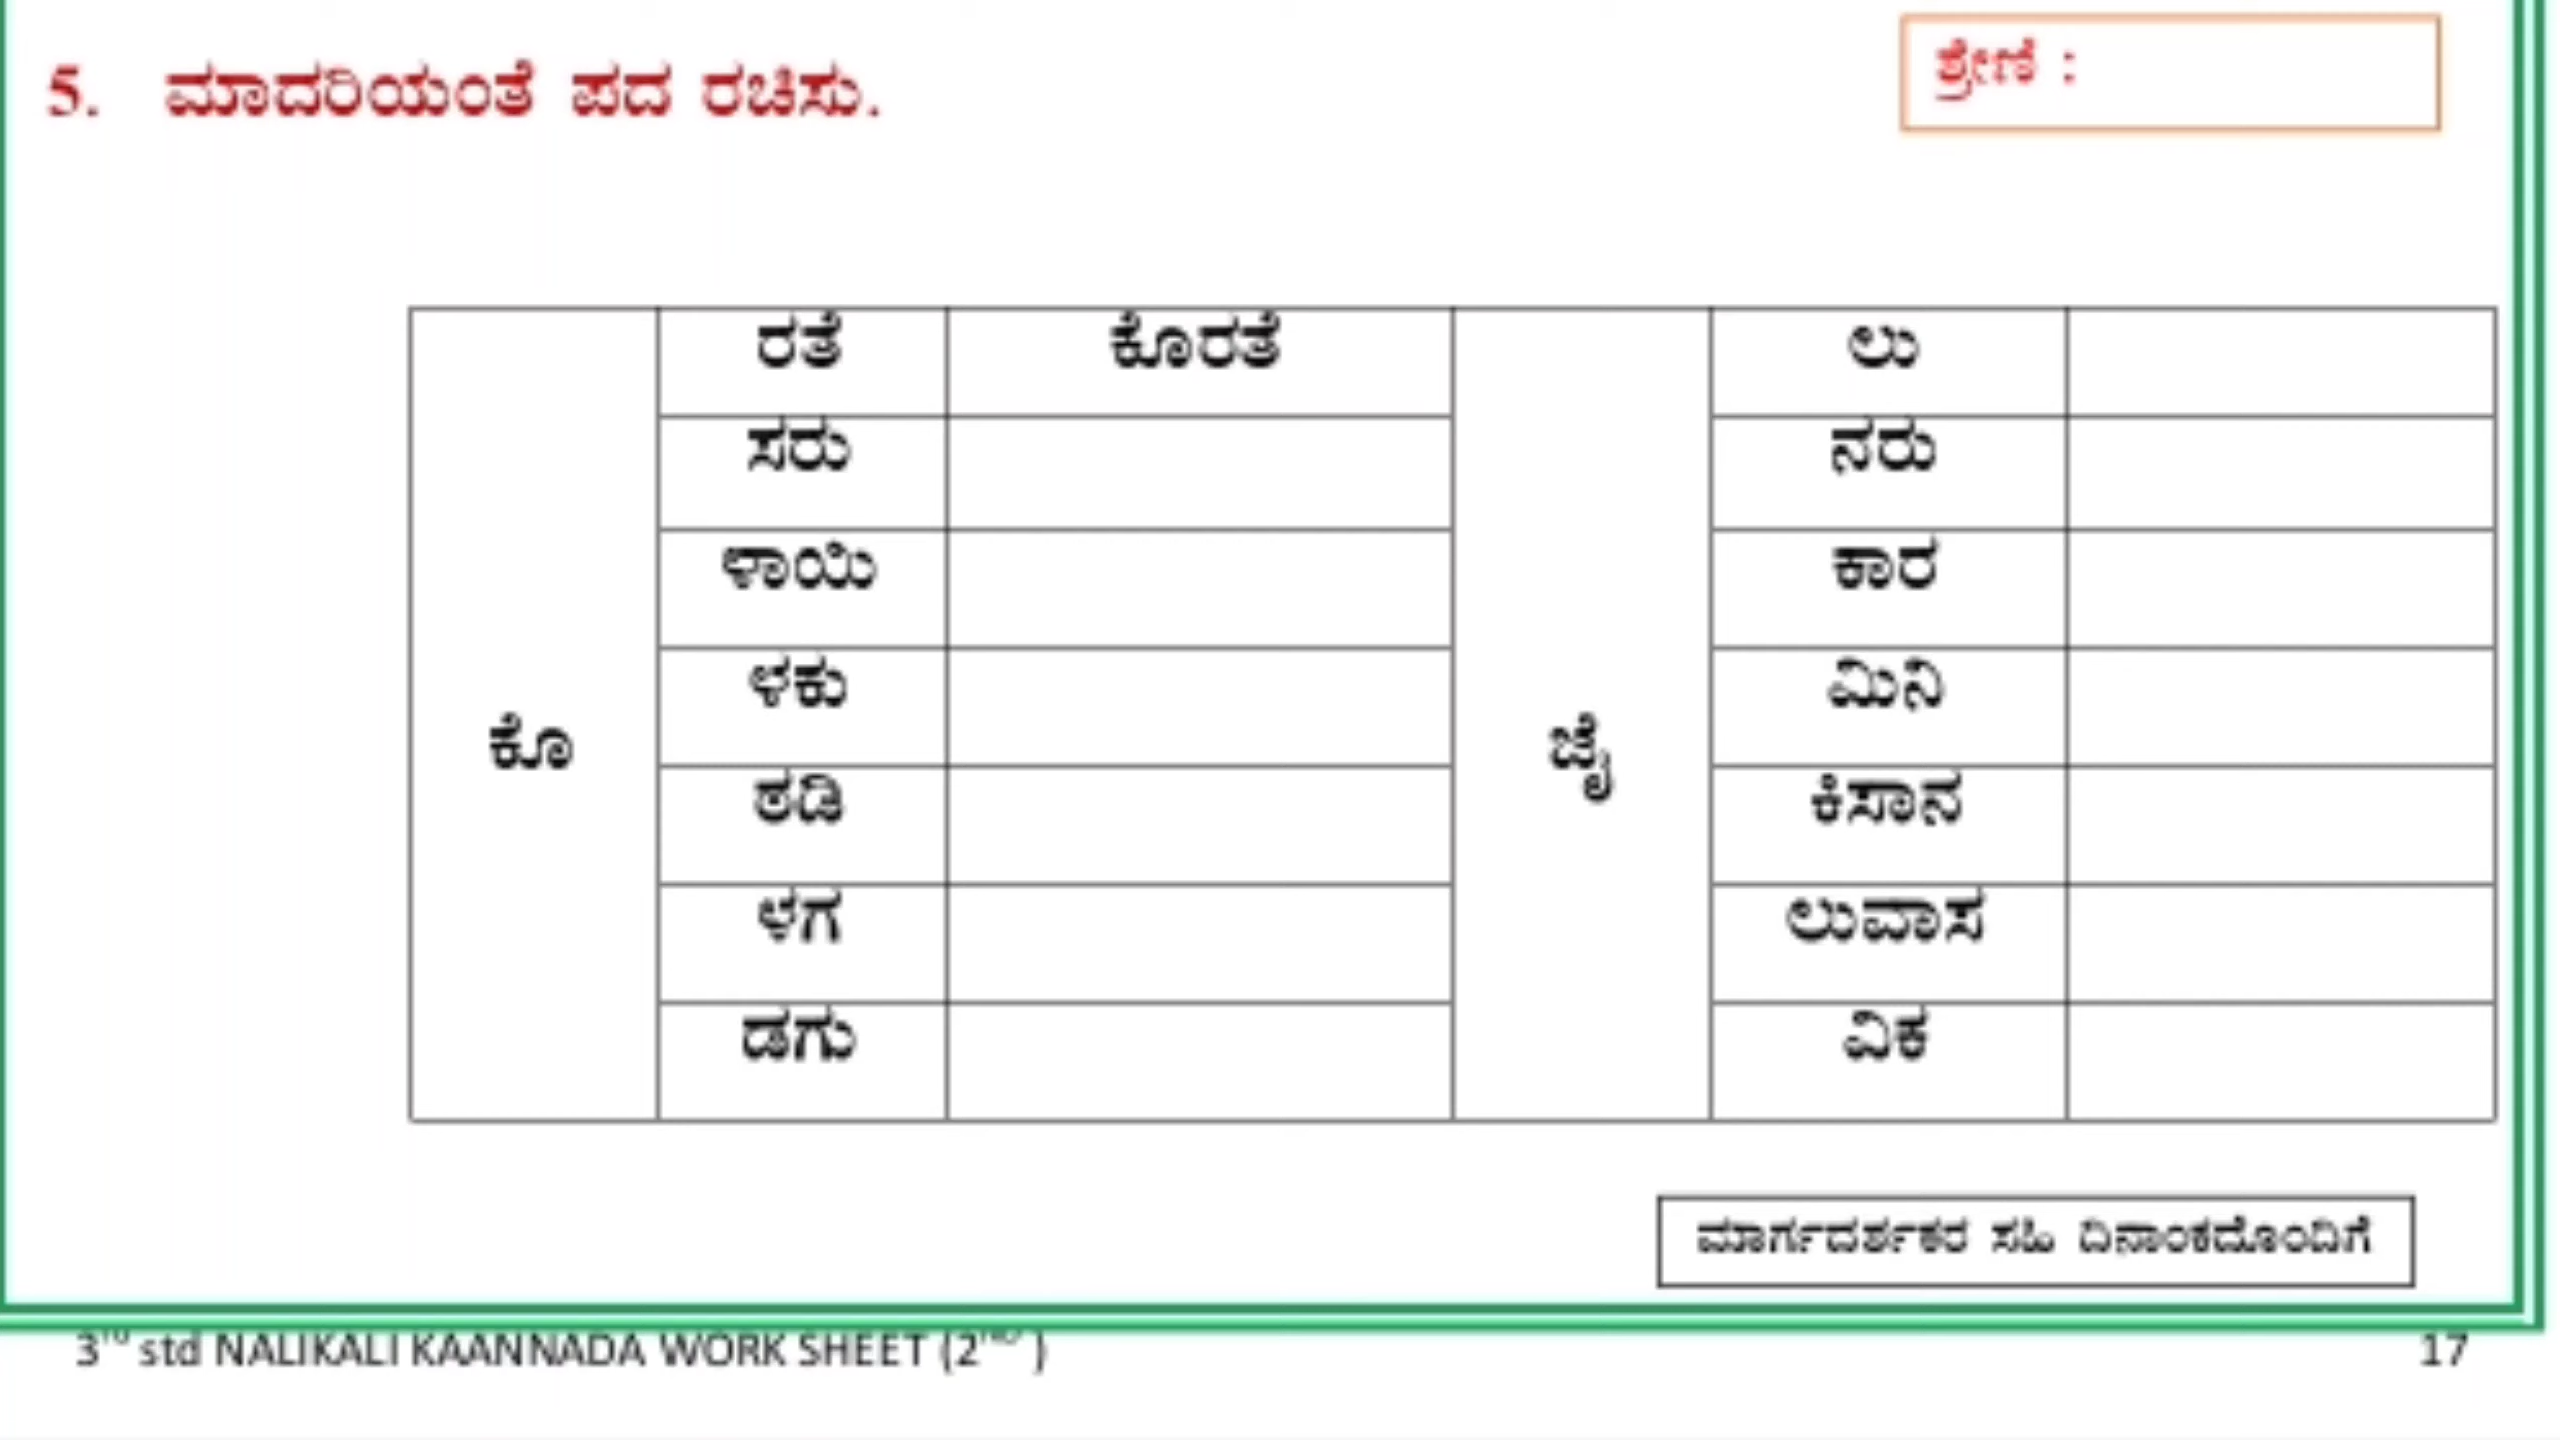 5. ಮಾದರಿಯಂತೆ ಪದ ರಚಿಸು.
ಶ್ರೇಣಿ :
ಕೊ
ರತೆ ಕೊರತೆ
ಸರು
ಳಾಯಿ
ಳಕು
ಠಡಿ
ಳಗ
ಡಗು
ಜೈ
ಲು
ನರು
ಕಾರ
ಮಿನಿ
ಕಿಸಾನ
ಲುವಾಸ
ವಿಕ
ಮಾರ್ಗದರ್ಶಕರ ಸಹಿ ದಿನಾಂಕದೊಂದಿಗೆ
3rd std NALIKALI KAANNADA WORK SHEET (2ND ) 17